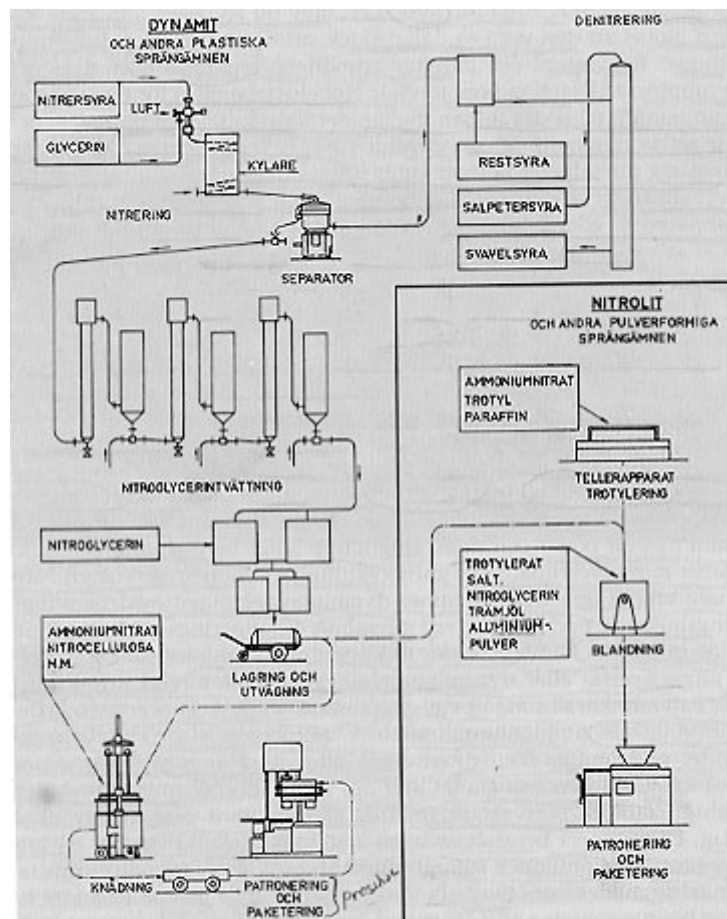 DYNAMIT
OCH ANDRA PLASTISKA
SPRÄNGÄMNEN
NITRERSYRA
LUFT
GLYCERIN
KYLARE
NITRERING
SEPARATOR
DENITRERING
RESTSYRA
SALPETERSYRA
SVAVELSYRA
NITROGLYCERINTVÄTTNING
NITROGLYCERIN
LAGRING OCH
UTVÄGNING
AMMONIUMNITRAT
NITROCELLULOSA
M.M.
KNÅDNING
PATRONERING
OCH
PAKETERING
NITROLIT
OCH ANDRA PULVERFORMIGA
SPRÄNGÄMNEN
AMMONIUMNITRAT
TROTYL
PARAFFIN
TELLERAPPARAT
TROTYLERING
TROTYLERAT
SALT.
NITROGLYCERIN
TRÄMJÖL
ALUMINIUM-
PULVER
BLANDNING
PATRONERING
OCH
PAKETERING